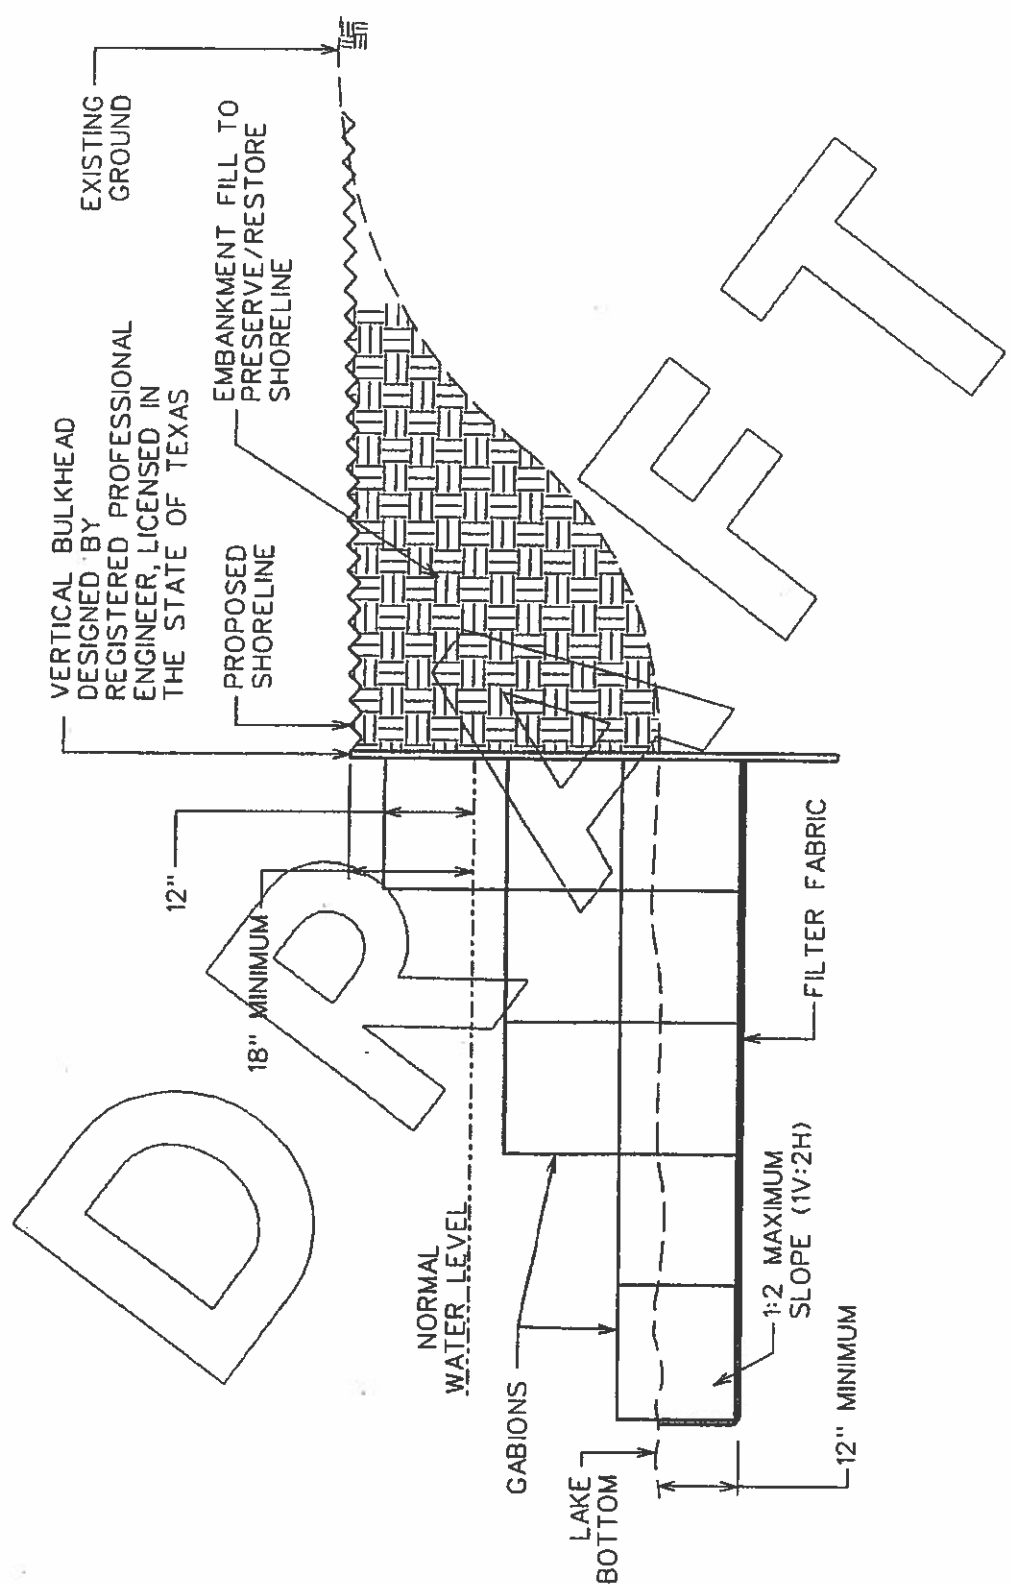 EXISTING
GROUND
VERTICAL BULKHEAD
DESIGNED BY
REGISTERED PROFESSIONAL
ENGINEER, LICENSED IN
THE STATE OF TEXAS
EMBANKMENT FILL TO
PRESERVE/RESTORE
SHORELINE
PROPOSED
SHORELINE
12"
18" MINIMUM
NORMAL
WATER LEVEL
GABIONS
LAKE
BOTTOM
12" MINIMUM
1:2 MAXIMUM
SLOPE (1V:2H)
FILTER FABRIC
DRAFT